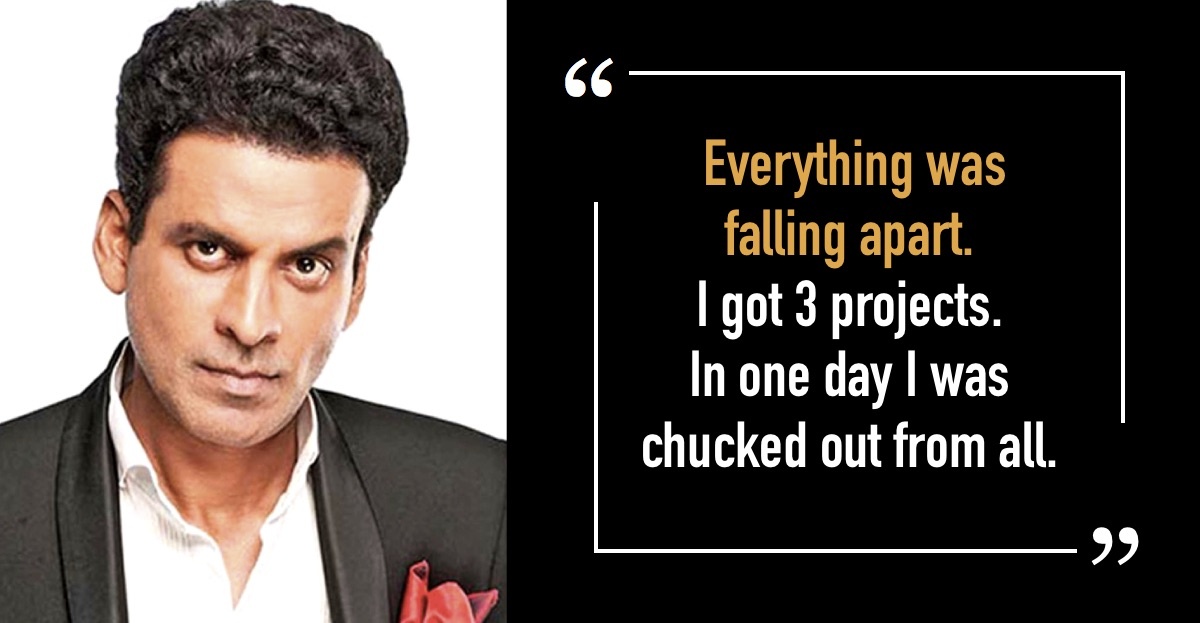 “
Everything was
falling apart.
I got 3 projects.
In one day I was
chucked out from all.
”